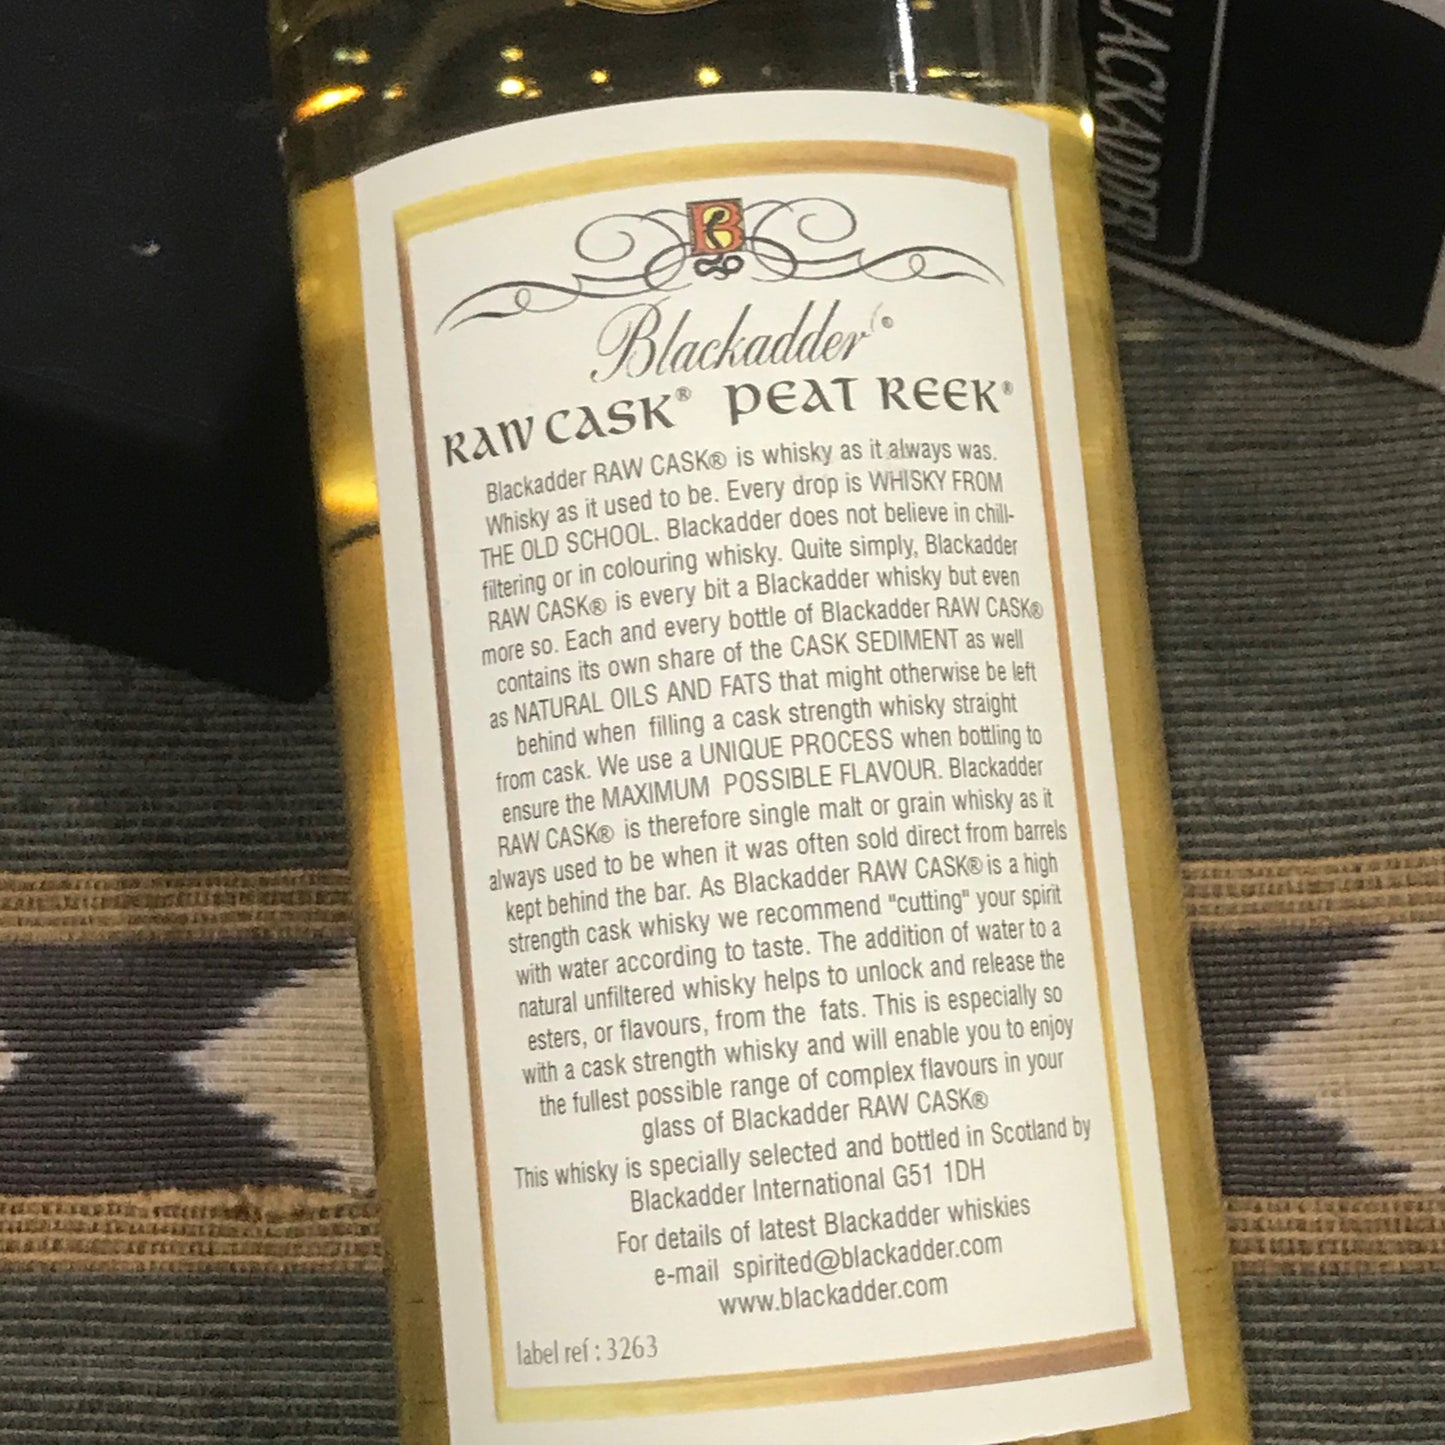 BLACKADDER
B
Blackadder®
RAW CASK® PEAT REEK®
Blackadder RAW CASK® is whisky as it always was.
Whisky as it used to be. Every drop is WHISKY FROM
THE OLD SCHOOL. Blackadder does not believe in chill-
filtering or in colouring whisky. Quite simply, Blackadder
RAW CASK® is every bit a Blackadder whisky but even
more so. Each and every bottle of Blackadder RAW CASK®
contains its own share of the CASK SEDIMENT as well
as NATURAL OILS AND FATS that might otherwise be left
behind when filling a cask strength whisky straight
from cask. We use a UNIQUE PROCESS when bottling to
ensure the MAXIMUM POSSIBLE FLAVOUR. Blackadder
RAW CASK® is therefore single malt or grain whisky as it
always used to be when it was often sold direct from barrels
kept behind the bar. As Blackadder RAW CASK® is a high
strength cask whisky we recommend "cutting" your spirit
with water according to taste. The addition of water to a
natural unfiltered whisky helps to unlock and release the
esters, or flavours, from the fats. This is especially so
with a cask strength whisky and will enable you to enjoy
the fullest possible range of complex flavours in your
glass of Blackadder RAW CASK®
This whisky is specially selected and bottled in Scotland by
Blackadder International G51 1DH
For details of latest Blackadder whiskies
e-mail spirited@blackadder.com
www.blackadder.com
label ref : 3263